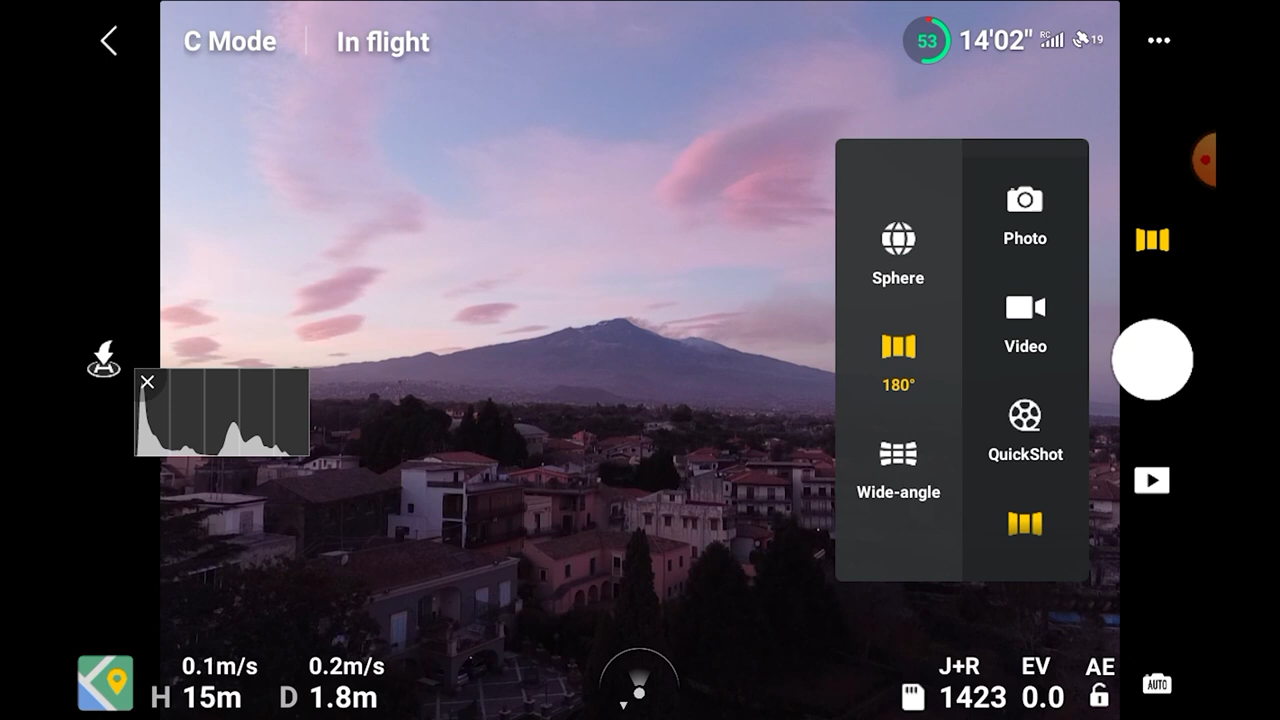 C Mode
In flight
53
14'02"
RC
19
Sphere
180°
Wide-angle
Photo
Video
QuickShot
0.1m/s
0.2m/s
H 15m
D 1.8m
J+R
EV
AE
1423
0.0
AUTO